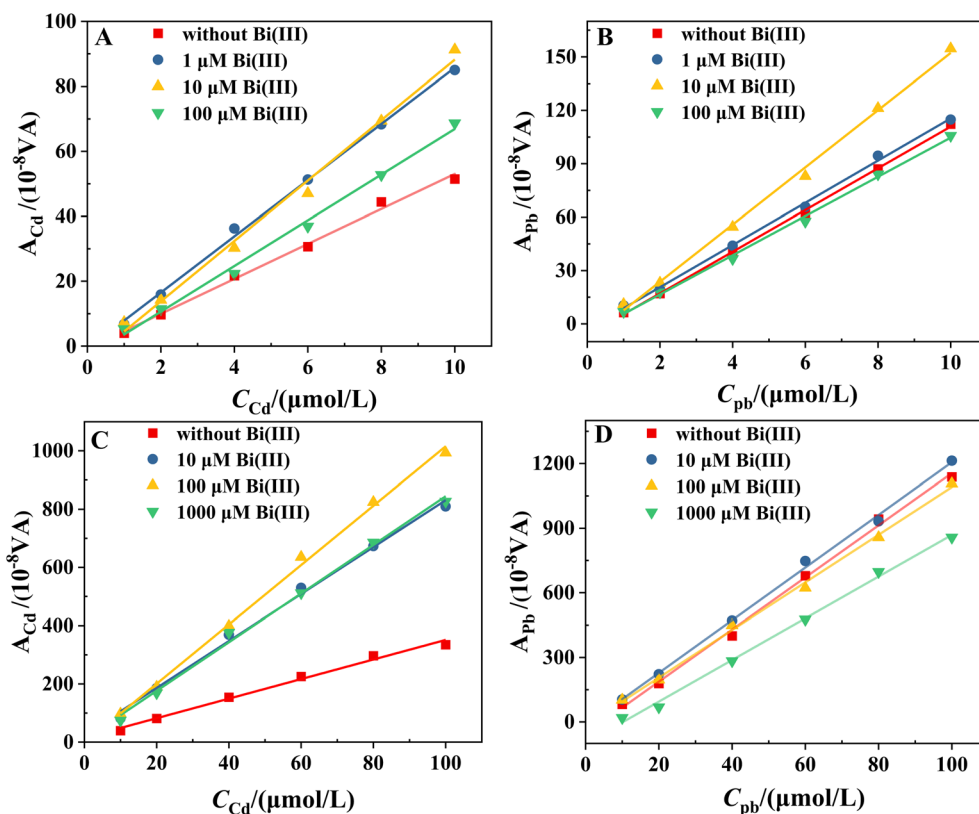 A
without Bi(III)
1 μM Bi(III)
10 μM Bi(III)
100 μM Bi(III)
100
80
60
40
20
0
A_Cd/(10⁻⁸VA)
0 2 4 6 8 10
C_Cd/(μmol/L)
B
without Bi(III)
1 μM Bi(III)
10 μM Bi(III)
100 μM Bi(III)
150
120
90
60
30
0
A_Pb/(10⁻⁸VA)
0 2 4 6 8 10
C_pb/(μmol/L)
C
without Bi(III)
10 μM Bi(III)
100 μM Bi(III)
1000 μM Bi(III)
1000
800
600
400
200
0
A_Cd/(10⁻⁸VA)
0 20 40 60 80 100
C_Cd/(μmol/L)
D
without Bi(III)
10 μM Bi(III)
100 μM Bi(III)
1000 μM Bi(III)
1200
900
600
300
0
A_Pb/(10⁻⁸VA)
0 20 40 60 80 100
C_pb/(μmol/L)